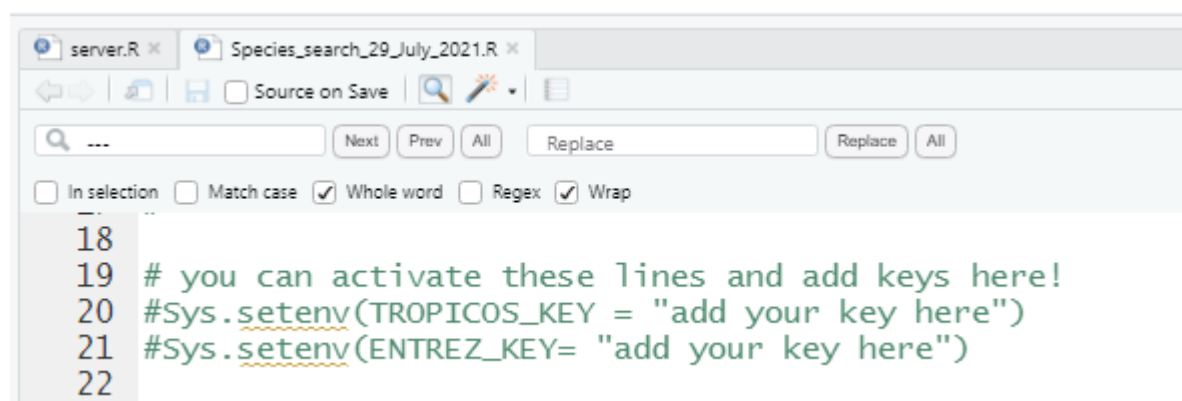 server.R × Species_search_29_July_2021.R ×
Source on Save
--- Next Prev All Replace Replace All
In selection Match case Whole word Regex Wrap
18
19 # you can activate these lines and add keys here!
20 #Sys.setenv(TROPICOS_KEY = "add your key here")
21 #Sys.setenv(ENTREZ_KEY= "add your key here")
22